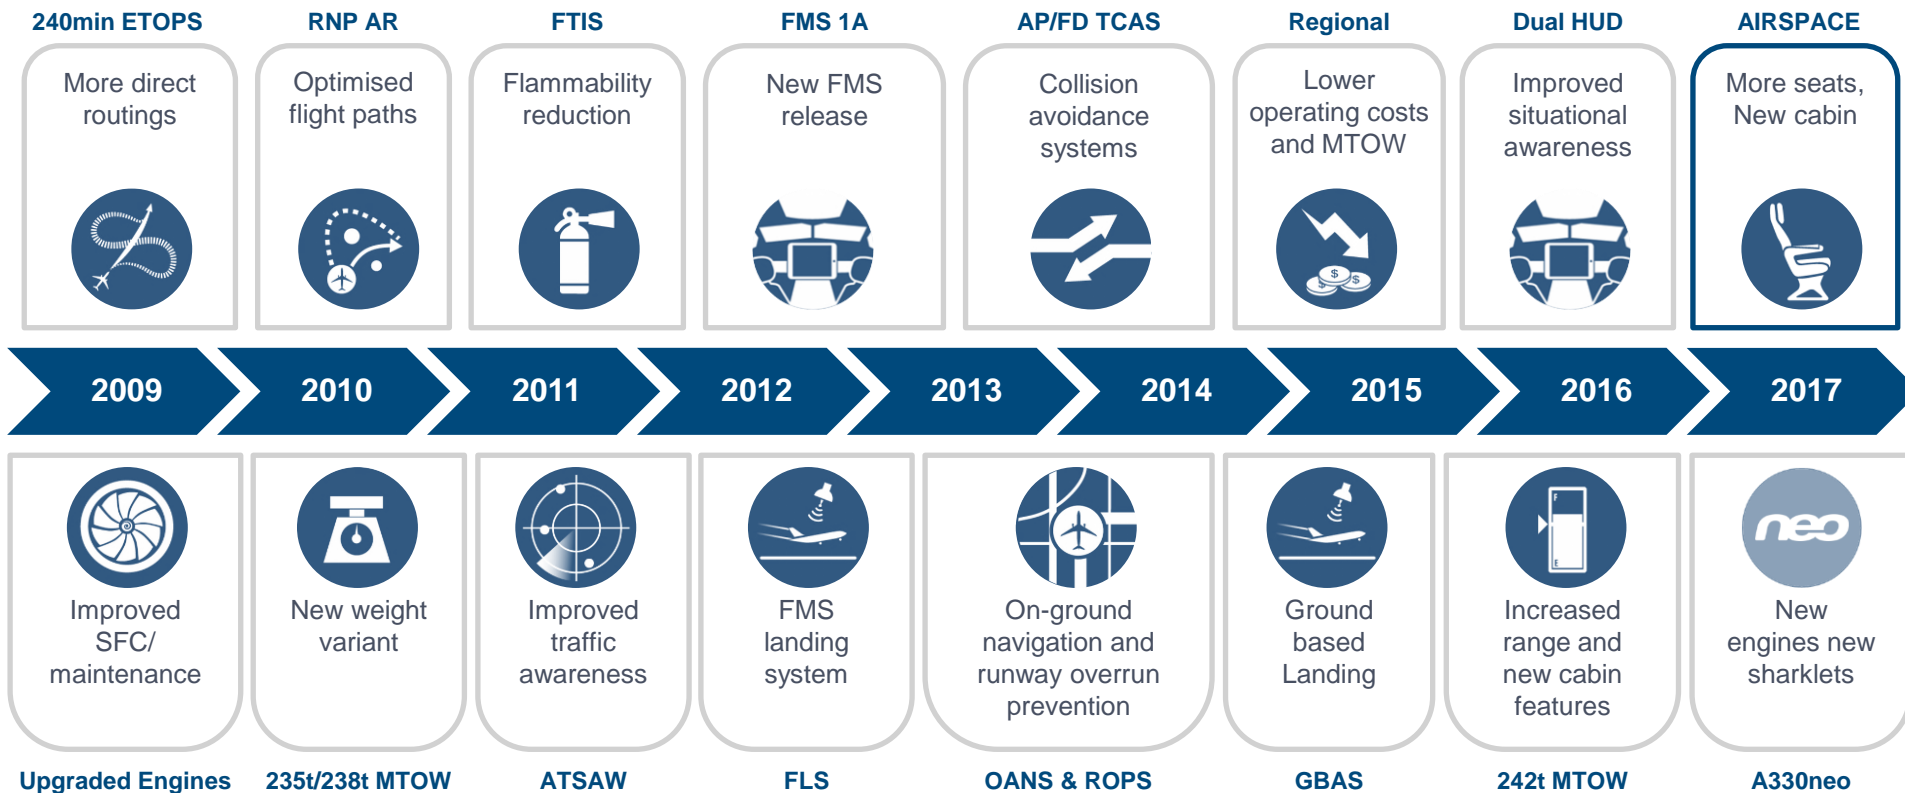 240min ETOPS
RNP AR
FTIS
FMS 1A
AP/FD TCAS
Regional
Dual HUD
AIRSPACE
More direct
routings
Optimised
flight paths
Flammability
reduction
New FMS
release
Collision
avoidance
systems
Lower
operating costs
and MTOW
$
$
$
Improved
situational
awareness
More seats,
New cabin
2009
2010
2011
2012
2013
2014
2015
2016
2017
Improved
SFC/
maintenance
New weight
variant
Improved
traffic
awareness
FMS
landing
system
On-ground
navigation and
runway overrun
prevention
Ground
based
Landing
F
E
Increased
range and
new cabin
features
neo
New
engines new
sharklets
Upgraded Engines
235t/238t MTOW
ATSAW
FLS
OANS & ROPS
GBAS
242t MTOW
A330neo